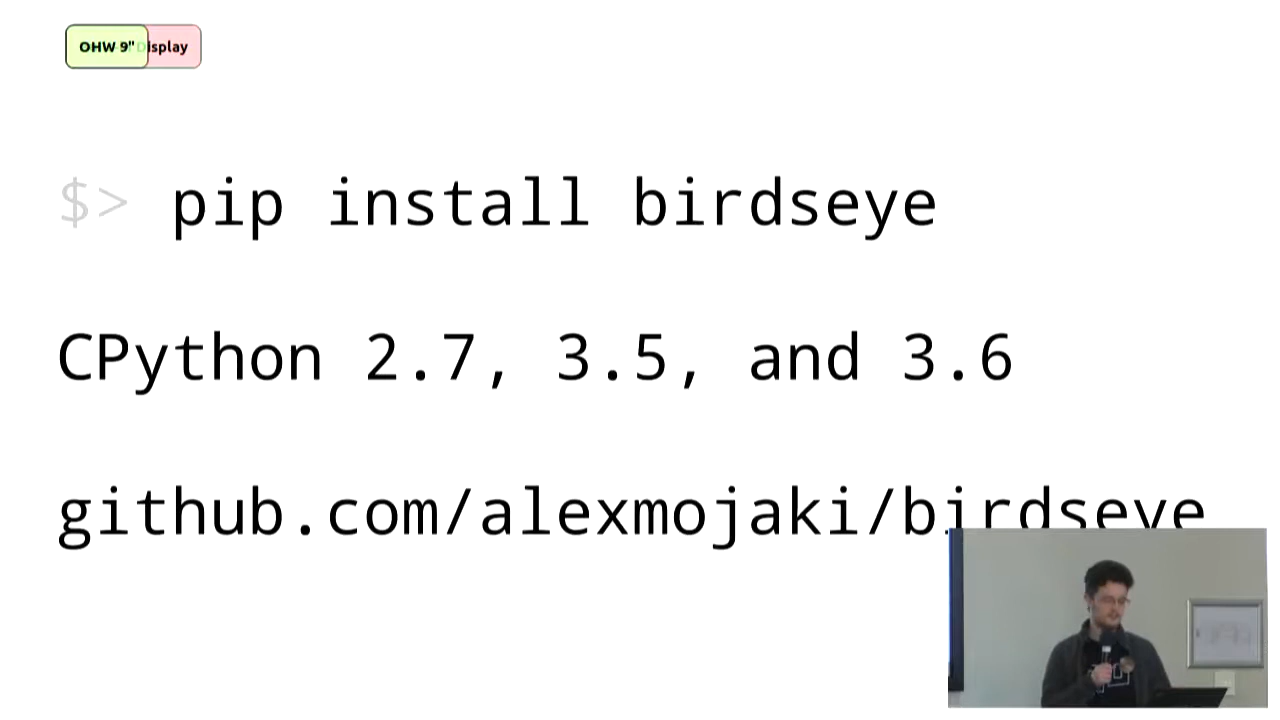 OHW 9" Display
$> pip install birdseye
CPython 2.7, 3.5, and 3.6
github.com/alexmojaki/birdseye